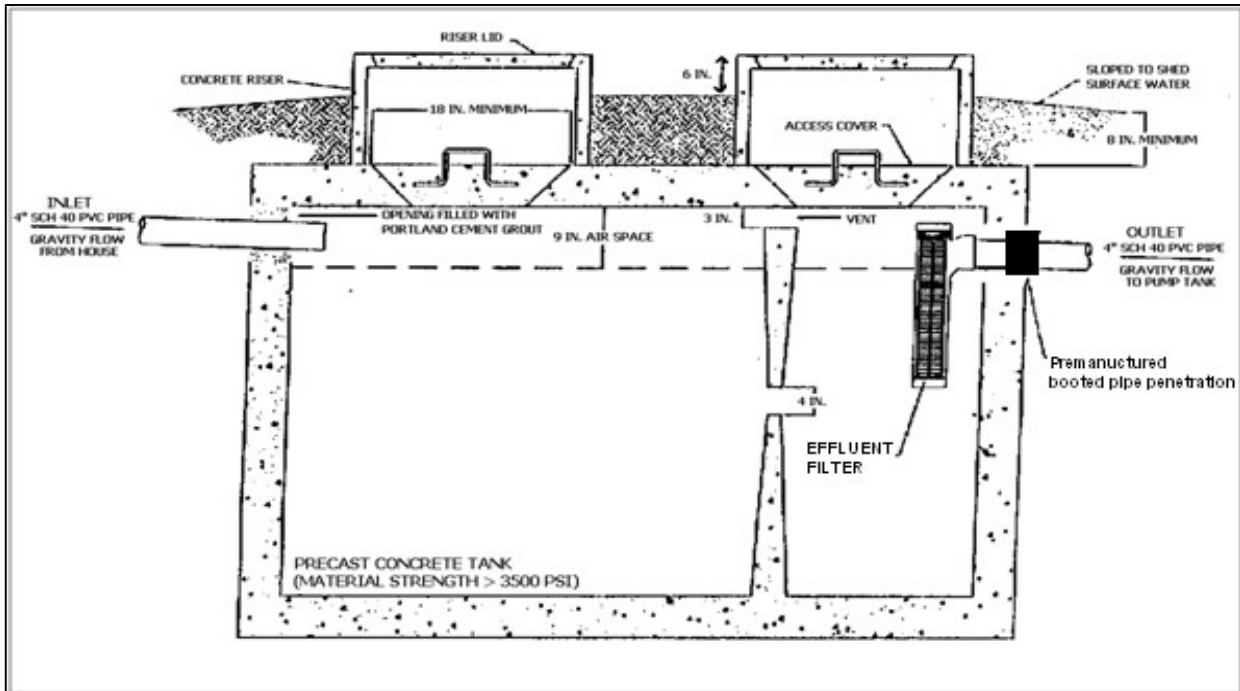 RISER LID
CONCRETE RISER
6 IN.
SLOPED TO SHED
SURFACE WATER
18 IN. MINIMUM
ACCESS COVER
8 IN. MINIMUM
INLET
4" SCH 40 PVC PIPE
GRAVITY FLOW
FROM HOUSE
OPENING FILLED WITH
PORTLAND CEMENT GROUT
9 IN. AIR SPACE
3 IN.
VENT
OUTLET
4" SCH 40 PVC PIPE
GRAVITY FLOW
TO PUMP TANK
Premanuctured
booted pipe penetration
4 IN.
EFFLUENT
FILTER
PRECAST CONCRETE TANK
(MATERIAL STRENGTH > 3500 PSI)